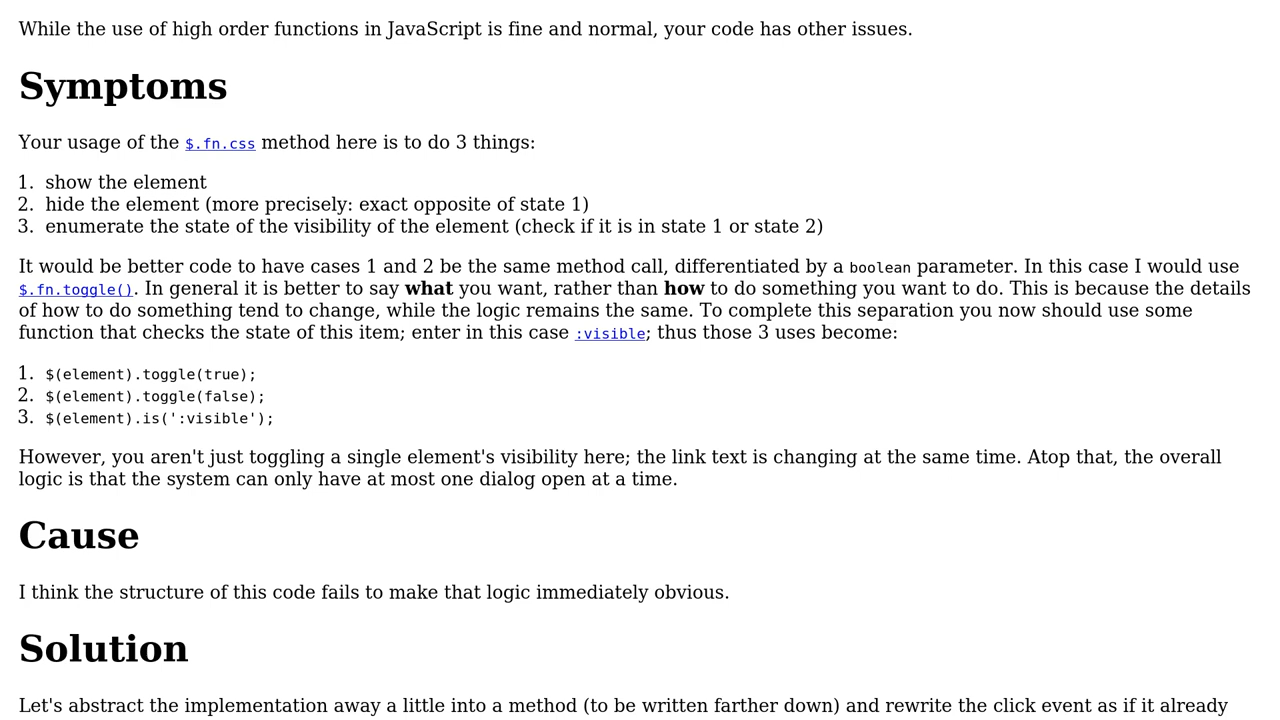 While the use of high order functions in JavaScript is fine and normal, your code has other issues.
Symptoms
Your usage of the $.fn.css method here is to do 3 things:
1. show the element
2. hide the element (more precisely: exact opposite of state 1)
3. enumerate the state of the visibility of the element (check if it is in state 1 or state 2)
It would be better code to have cases 1 and 2 be the same method call, differentiated by a boolean parameter. In this case I would use
$.fn.toggle(). In general it is better to say what you want, rather than how to do something you want to do. This is because the details
of how to do something tend to change, while the logic remains the same. To complete this separation you now should use some
function that checks the state of this item; enter in this case :visible; thus those 3 uses become:
1. $(element).toggle(true);
2. $(element).toggle(false);
3. $(element).is(':visible');
However, you aren't just toggling a single element's visibility here; the link text is changing at the same time. Atop that, the overall
logic is that the system can only have at most one dialog open at a time.
Cause
I think the structure of this code fails to make that logic immediately obvious.
Solution
Let's abstract the implementation away a little into a method (to be written farther down) and rewrite the click event as if it already